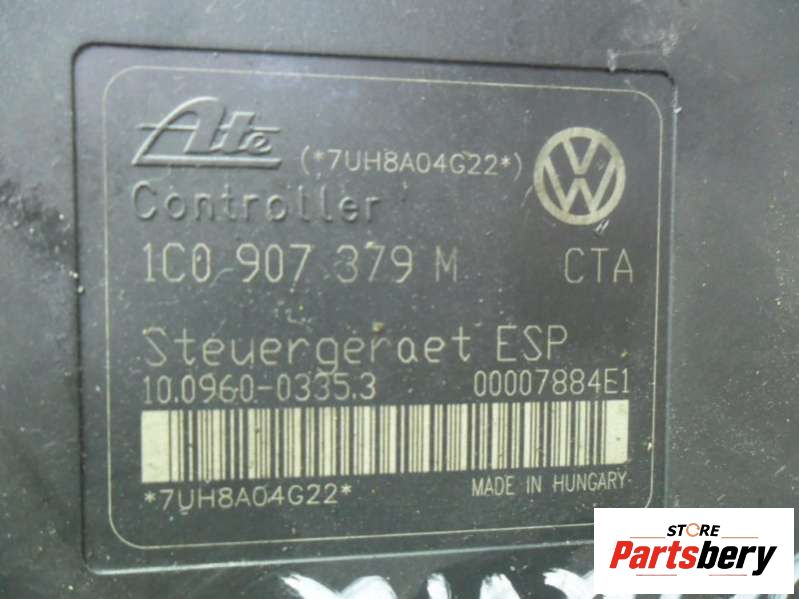 Ate
(*7UH8A04G22*)
Controller
1C0 907 379 M CTA
Steuergeraet ESP
10.0960-0335.3 00007884E1
*7UH8A04G22* MADE IN HUNGARY
STORE
Partsbery